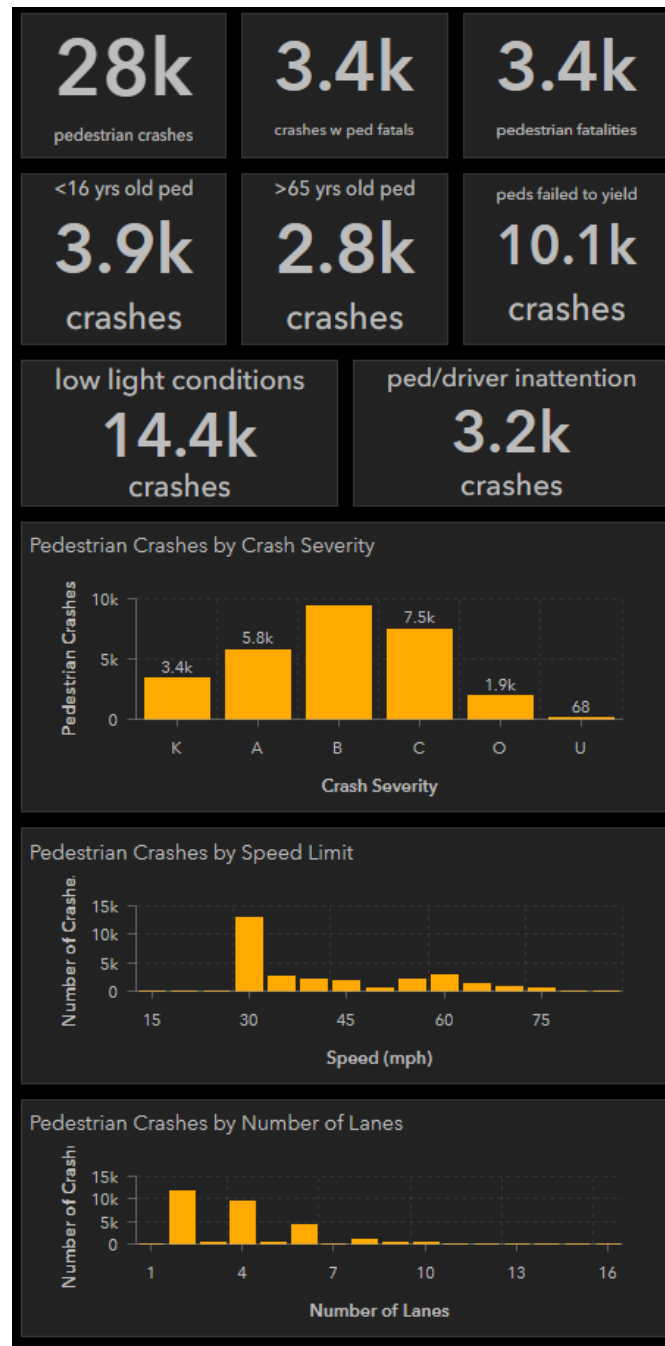 28k
pedestrian crashes
3.4k
crashes w ped fatals
3.4k
pedestrian fatalities
<16 yrs old ped
3.9k
crashes
>65 yrs old ped
2.8k
crashes
peds failed to yield
10.1k
crashes
low light conditions
14.4k
crashes
ped/driver inattention
3.2k
crashes
Pedestrian Crashes by Crash Severity
Pedestrian Crashes
10k
5k
0
3.4k
5.8k
7.5k
1.9k
68
K A B C O U
Crash Severity
Pedestrian Crashes by Speed Limit
Number of Crashe
15k
10k
5k
0
15 30 45 60 75
Speed (mph)
Pedestrian Crashes by Number of Lanes
Number of Crash
15k
10k
5k
0
1 4 7 10 13 16
Number of Lanes